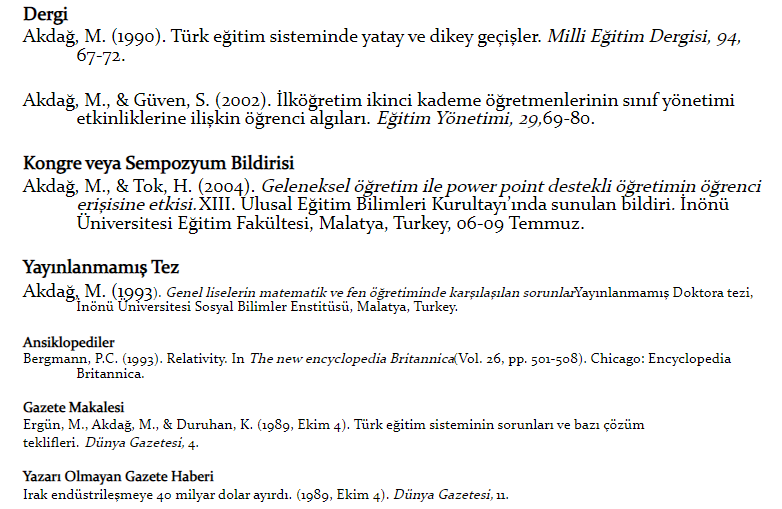 Dergi
Akdağ, M. (1990). Türk eğitim sisteminde yatay ve dikey geçişler. Milli Eğitim Dergisi, 94,
67-72.
Akdağ, M., & Güven, S. (2002). İlköğretim ikinci kademe öğretmenlerinin sınıf yönetimi
etkinliklerine ilişkin öğrenci algıları. Eğitim Yönetimi, 29,69-80.
Kongre veya Sempozyum Bildirisi
Akdağ, M., & Tok, H. (2004). Geleneksel öğretim ile power point destekli öğretimin öğrenci
erişisine etkisi.XIII. Ulusal Eğitim Bilimleri Kurultayı’ında sunulan bildiri. İnönü
Üniversitesi Eğitim Fakültesi, Malatya, Turkey, 06-09 Temmuz.
Yayınlanmamış Tez
Akdağ, M. (1993). Genel liselerin matematik ve fen öğretiminde karşılaşılan sorunlarYayınlanmamış Doktora tezi,
İnönü Üniversitesi Sosyal Bilimler Enstitüsü, Malatya, Turkey.
Ansiklopediler
Bergmann, P.C. (1993). Relativity. In The new encyclopedia Britannica(Vol. 26, pp. 501-508). Chicago: Encyclopedia
Britannica.
Gazete Makalesi
Ergün, M., Akdağ, M., & Duruhan, K. (1989, Ekim 4). Türk eğitim sisteminin sorunları ve bazı çözüm
teklifleri. Dünya Gazetesi, 4.
Yazarı Olmayan Gazete Haberi
Irak endüstrileşmeye 40 milyar dolar ayırdı. (1989, Ekim 4). Dünya Gazetesi, 11.